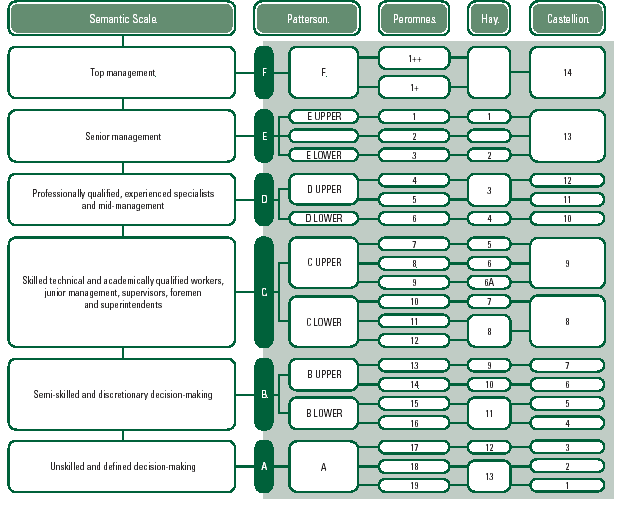 Semantic Scale.
Patterson.
Peromnes.
Hay.
Castellion.
Top management.
F
F.
1++
1+
14
Senior management
E
E UPPER
E LOWER
1
2
3
1
2
13
Professionally qualified, experienced specialists
and mid-management
D
D UPPER
D LOWER
4
5
6
3
4
12
11
10
Skilled technical and academically qualified workers,
junior management, supervisors, foremen
and superintendents
C.
C UPPER
C LOWER
7
8.
9
10
11
12
5
6
6A
7
8
9
8
Semi-skilled and discretionary decision-making
B.
B UPPER
B LOWER
13
14.
15
16
9
10
11
7
6
5
4
Unskilled and defined decision-making
A
A
17
18
19
12
13
3
2
1